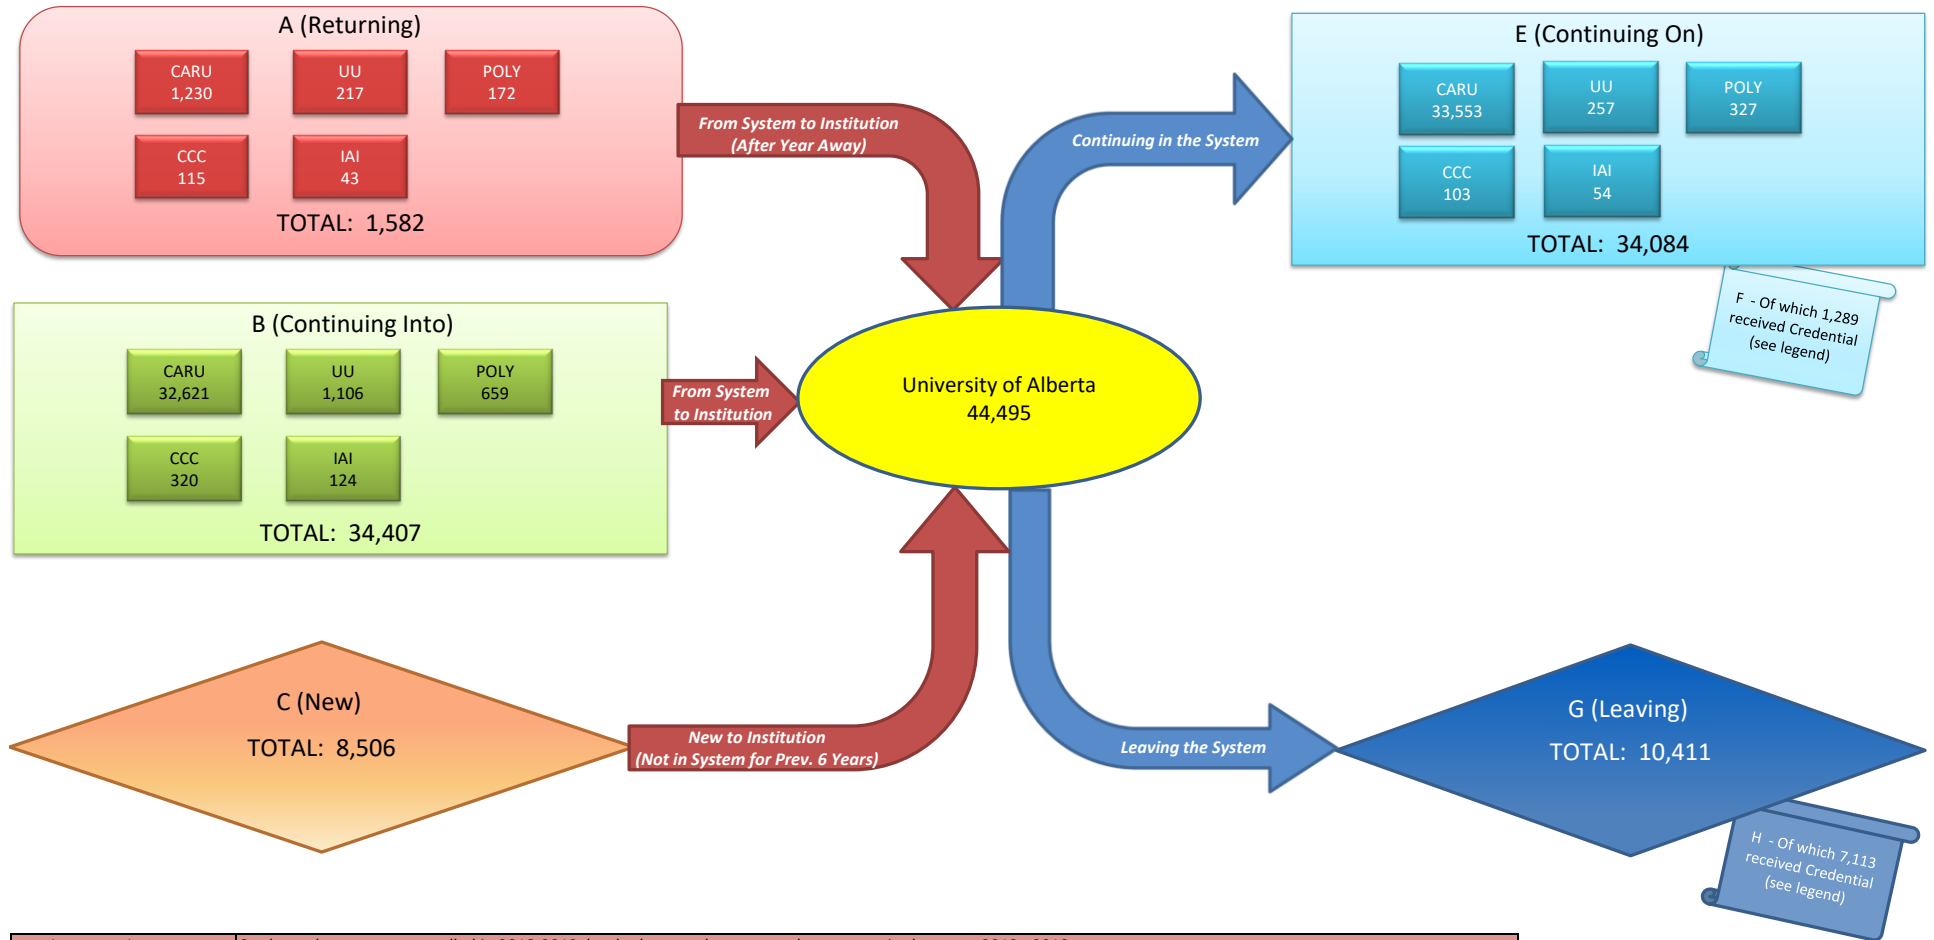 A (Returning)
CARU
1,230
UU
217
POLY
172
CCC
115
IAI
43
TOTAL: 1,582
From System to Institution
(After Year Away)
B (Continuing Into)
CARU
32,621
UU
1,106
POLY
659
CCC
320
IAI
124
TOTAL: 34,407
From System
to Institution
C (New)
TOTAL: 8,506
New to Institution
(Not in System for Prev. 6 Years)
University of Alberta
44,495
Continuing in the System
E (Continuing On)
CARU
33,553
UU
257
POLY
327
CCC
103
IAI
54
TOTAL: 34,084
F - Of which 1,289
received Credential
(see legend)
Leaving the System
G (Leaving)
TOTAL: 10,411
H - Of which 7,113
received Credential
(see legend)